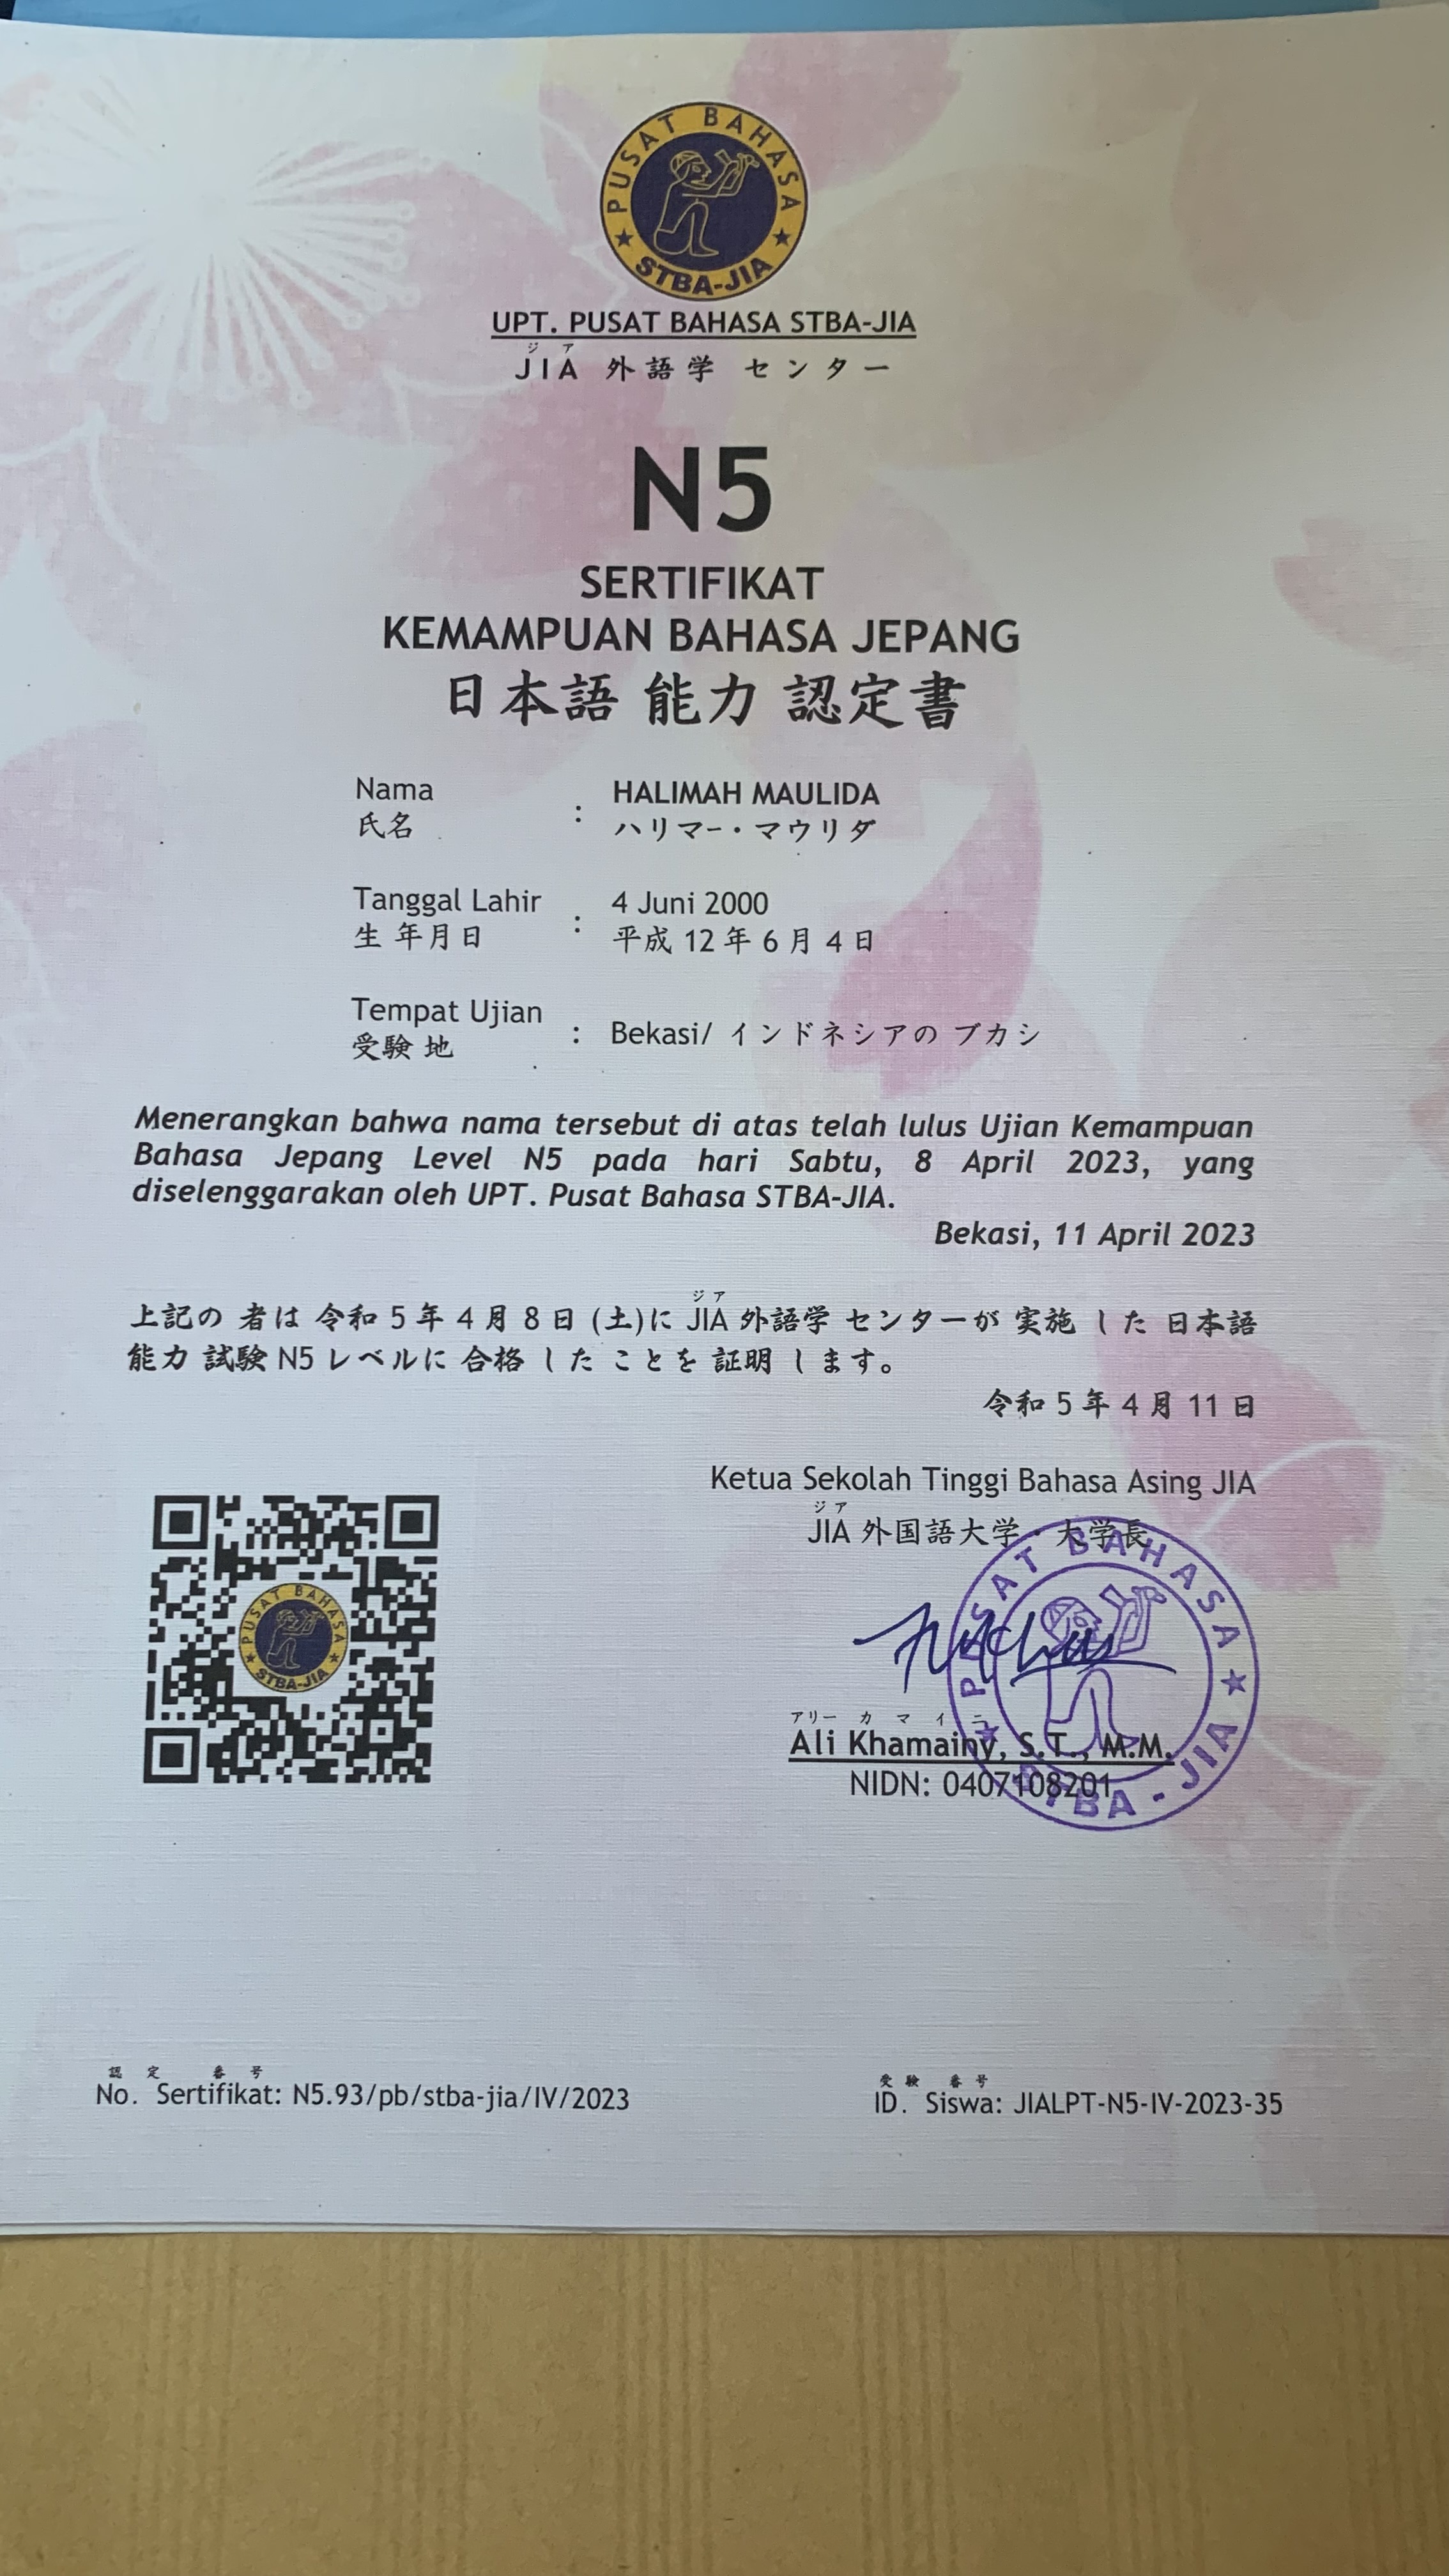 PUSAT BAHASA
STBA-JIA
UPT. PUSAT BAHASA STBA-JIA
ジア
JIA 外語学 センター
N5
SERTIFIKAT
KEMAMPUAN BAHASA JEPANG
日本語 能力 認定書
Nama : HALIMAH MAULIDA
氏名 ハリマー・マウリダ
Tanggal Lahir : 4 Juni 2000
生年月日 平成 12 年 6 月 4 日
Tempat Ujian
受験 地 : Bekasi/ インドネシアの ブカシ
Menerangkan bahwa nama tersebut di atas telah lulus Ujian Kemampuan
Bahasa Jepang Level N5 pada hari Sabtu, 8 April 2023, yang
diselenggarakan oleh UPT. Pusat Bahasa STBA-JIA.
Bekasi, 11 April 2023
ジア
上記の 者は 令和 5 年 4 月 8 日 (土)に JIA 外語学 センターが 実施 した 日本語
能力 試験 N5 レベルに 合格 した ことを 証明 します。
令和 5 年 4 月 11 日
Ketua Sekolah Tinggi Bahasa Asing JIA
ジア
JIA 外国語大学・大学長
PUSAT BAHASA
STBA-JIA
PUSAT BAHASA
STBA-JIA
アリー カマイニ
Ali Khamainy, S.T., M.M.
NIDN: 0407108201
認定 番号
No. Sertifikat: N5.93/pb/stba-jia/IV/2023
受験 番号
ID. Siswa: JIALPT-N5-IV-2023-35